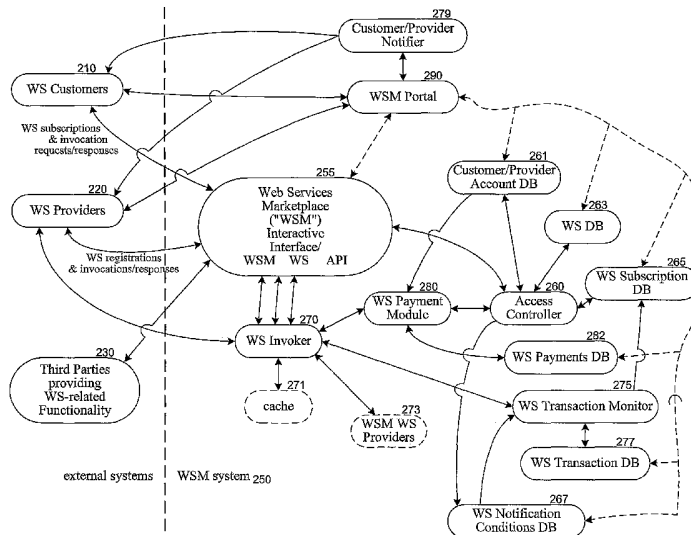 279
Customer/Provider
Notifier
210
WS Customers
290
WSM Portal
WS subscriptions
& invocation
requests/responses
255
Web Services
Marketplace
("WSM")
Interactive
Interface/
WSM WS API
261
Customer/Provider
Account DB
220
WS Providers
263
WS DB
WS registrations
& invocations/responses
265
WS Subscription
DB
280
WS Payment
Module
260
Access
Controller
270
WS Invoker
282
WS Payments DB
230
Third Parties
providing
WS-related
Functionality
271
cache
273
WSM WS
Providers
275
WS Transaction Monitor
277
WS Transaction DB
external systems
WSM system 250
267
WS Notification
Conditions DB